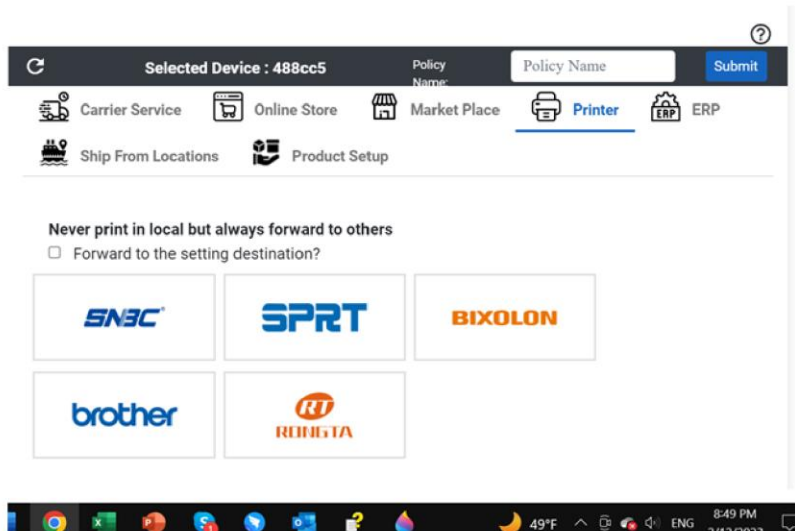 Selected Device : 488cc5 Policy Name: Policy Name Submit
Carrier Service Online Store Market Place Printer ERP ERP
Ship From Locations Product Setup
Never print in local but always forward to others
Forward to the setting destination?
SNBC SPRT BIXOLON
brother RT RONGTA
49°F ENG 8:49 PM